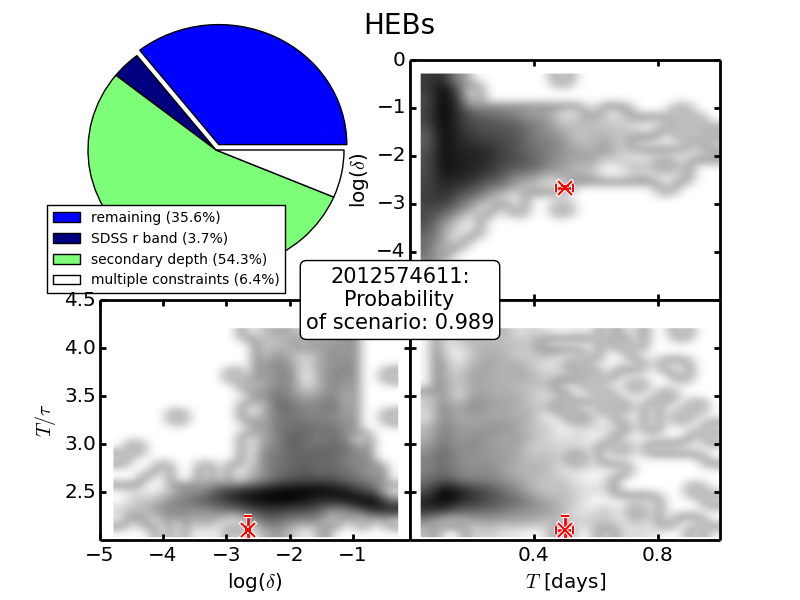 HEBs
remaining (35.6%)
SDSS r band (3.7%)
secondary depth (54.3%)
multiple constraints (6.4%)
log(δ)
0
−1
−2
−3
−4
2012574611:
Probability
of scenario: 0.989
T/τ
4.5
4.0
3.5
3.0
2.5
−5
−4
−3
−2
−1
log(δ)
0.4
0.8
T [days]